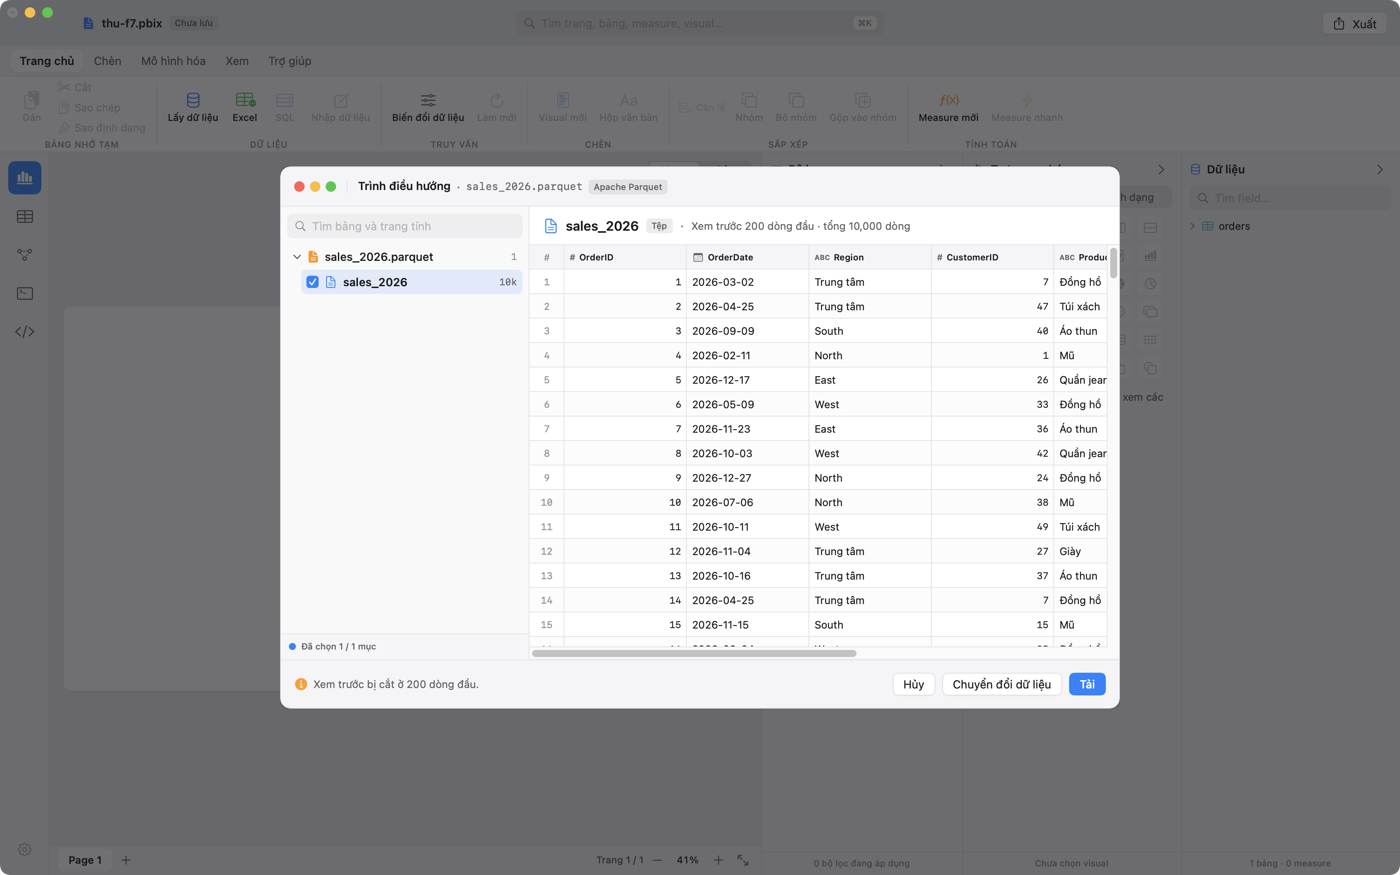 thu-f7.pbix Chưa lưu
Tìm trang, bảng, measure, visual... ⌘K
Xuất
Trang chủ Chèn Mô hình hóa Xem Trợ giúp
Dán
Cắt
Sao chép
Sao định dạng
BẢNG NHỚ TẠM
Lấy dữ liệu Excel SQL Nhập dữ liệu
DỮ LIỆU
Biến đổi dữ liệu Làm mới
TRUY VẤN
Visual mới Hộp văn bản
CHÈN
Căn lề Nhóm Bỏ nhóm Gộp vào nhóm
SẮP XẾP
Measure mới Measure nhanh
TÍNH TOÁN
Trình điều hướng · sales_2026.parquet Apache Parquet
Tìm bảng và trang tính
sales_2026.parquet 1
sales_2026 10k
Đã chọn 1 / 1 mục
sales_2026 Tệp · Xem trước 200 dòng đầu · tổng 10,000 dòng
# # OrderID OrderDate ABC Region # CustomerID ABC Produc
1 1 2026-03-02 Trung tâm 7 Đồng hồ
2 2 2026-04-25 Trung tâm 47 Túi xách
3 3 2026-09-09 South 40 Áo thun
4 4 2026-02-11 North 1 Mũ
5 5 2026-12-17 East 26 Quần jean
6 6 2026-05-09 West 33 Đồng hồ
7 7 2026-11-23 East 36 Áo thun
8 8 2026-10-03 West 42 Quần jean
9 9 2026-12-27 North 24 Đồng hồ
10 10 2026-07-06 North 38 Mũ
11 11 2026-10-11 West 49 Túi xách
12 12 2026-11-04 Trung tâm 27 Giày
13 13 2026-10-16 Trung tâm 37 Áo thun
14 14 2026-04-25 Trung tâm 7 Đồng hồ
15 15 2026-11-15 South 15 Mũ
Xem trước bị cắt ở 200 dòng đầu.
Hủy Chuyển đổi dữ liệu Tải
h dạng
xem các
Dữ liệu
Tìm field...
orders
Page 1
Trang 1 / 1 41%
0 bộ lọc đang áp dụng
Chưa chọn visual
1 bảng · 0 measure